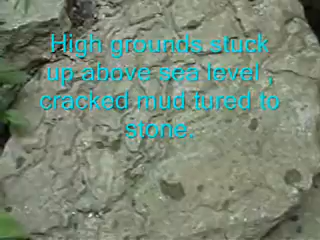 High grounds stuck
up above sea level ,
cracked mud tured to
stone.